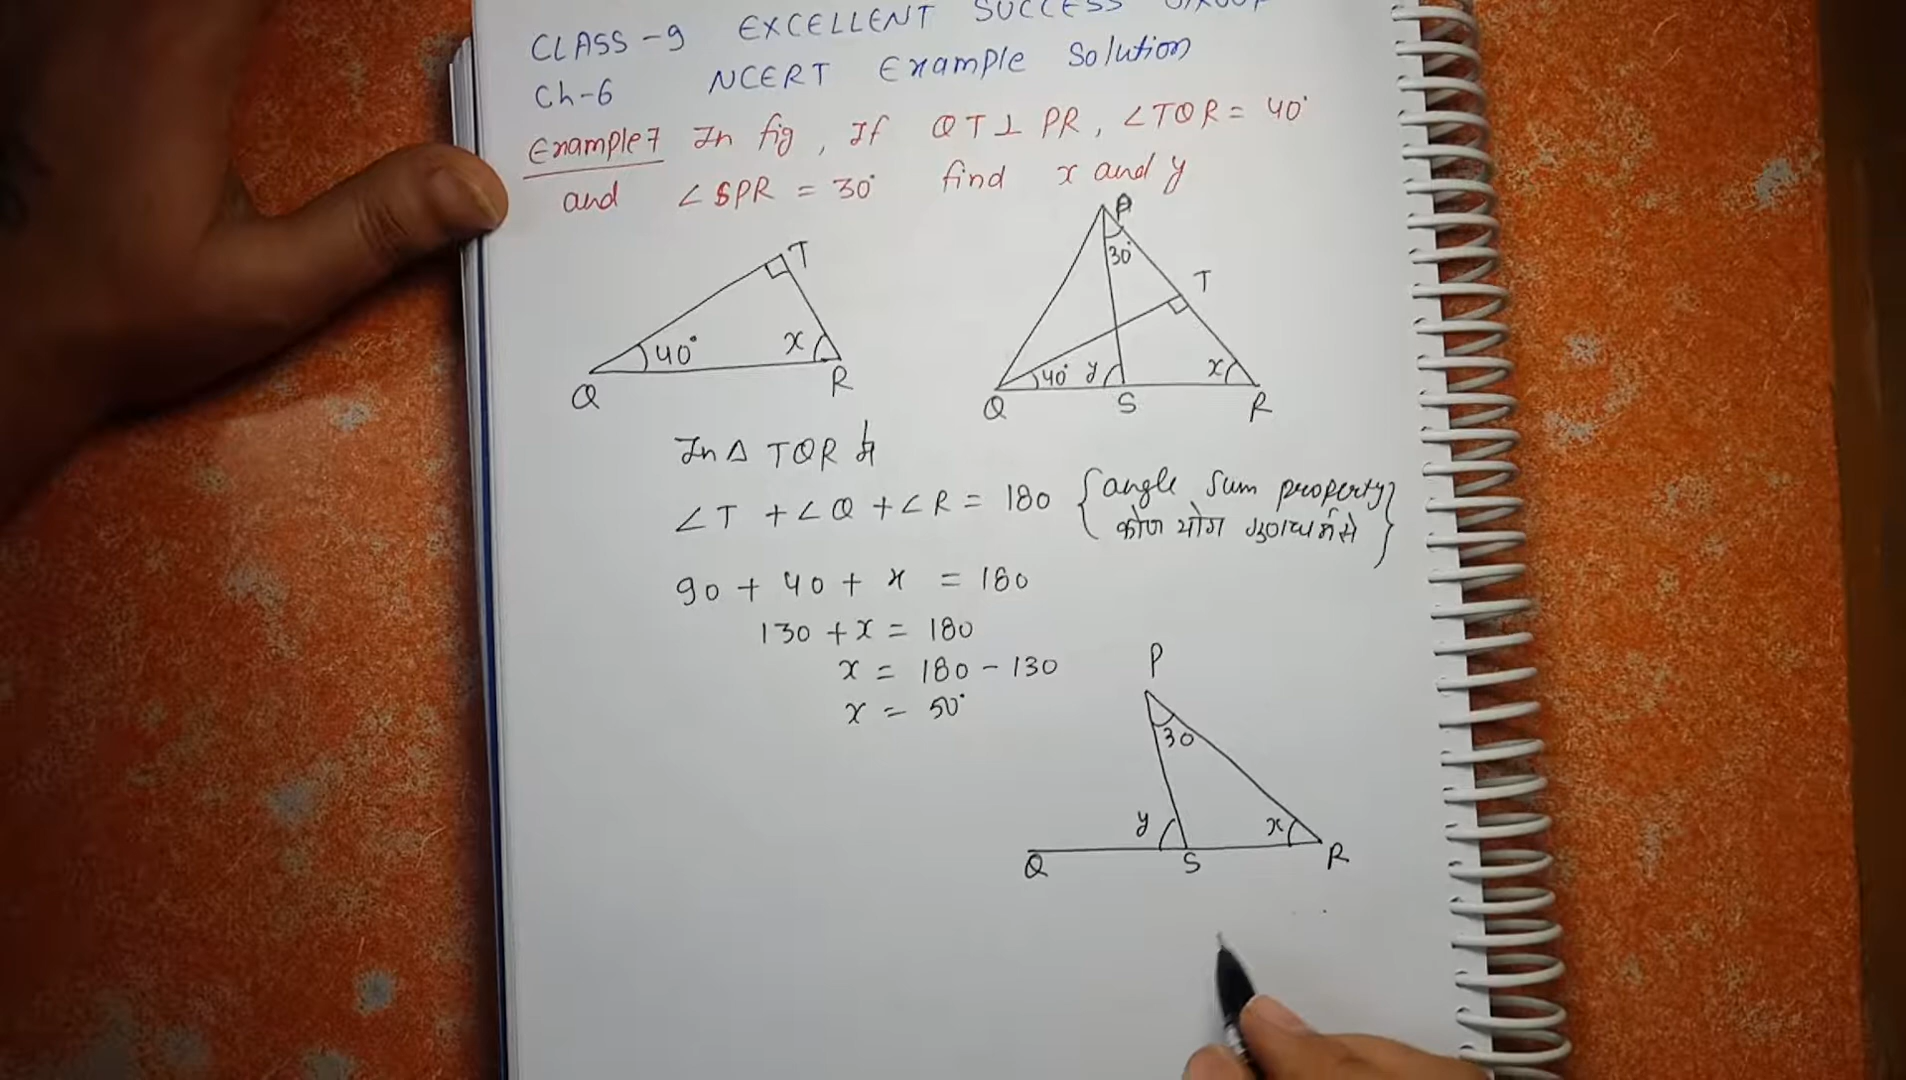 CLASS-9 EXCELLENT SUCCESS GROUP
Ch-6 NCERT Example Solution
Example 7 In fig, If QT⊥PR, ∠TQR = 40°
and ∠SPR = 30° find x and y
T
40°
x
Q
R
P
30°
T
40°
y
x
Q
S
R
In △ TQR में
∠T + ∠Q + ∠R = 180 {angle sum property
कोण योग से}
90 + 40 + x = 180
130 + x = 180
x = 180 - 130
x = 50°
P
30
y
x
Q
S
R